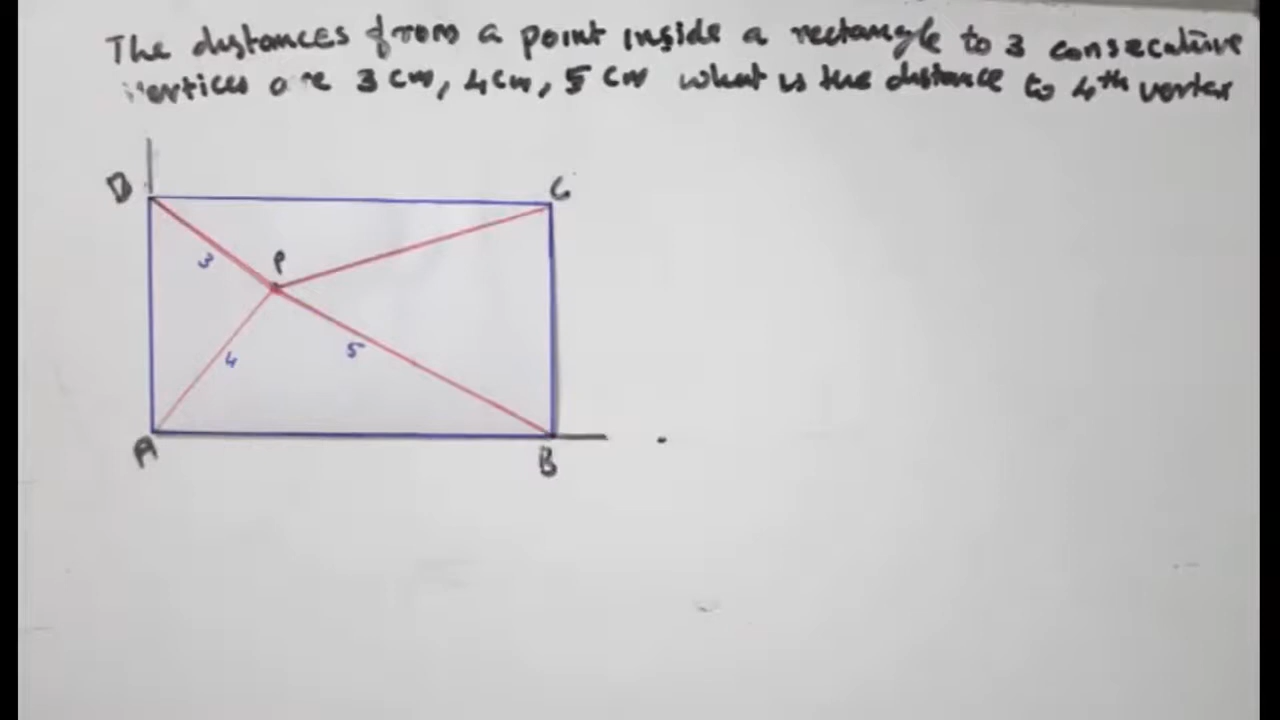 The distances from a point inside a rectangle to 3 consecutive
vertices are 3 cm, 4 cm, 5 cm what is the distance to 4th vertex
D
C
P
3
4
5
A
B